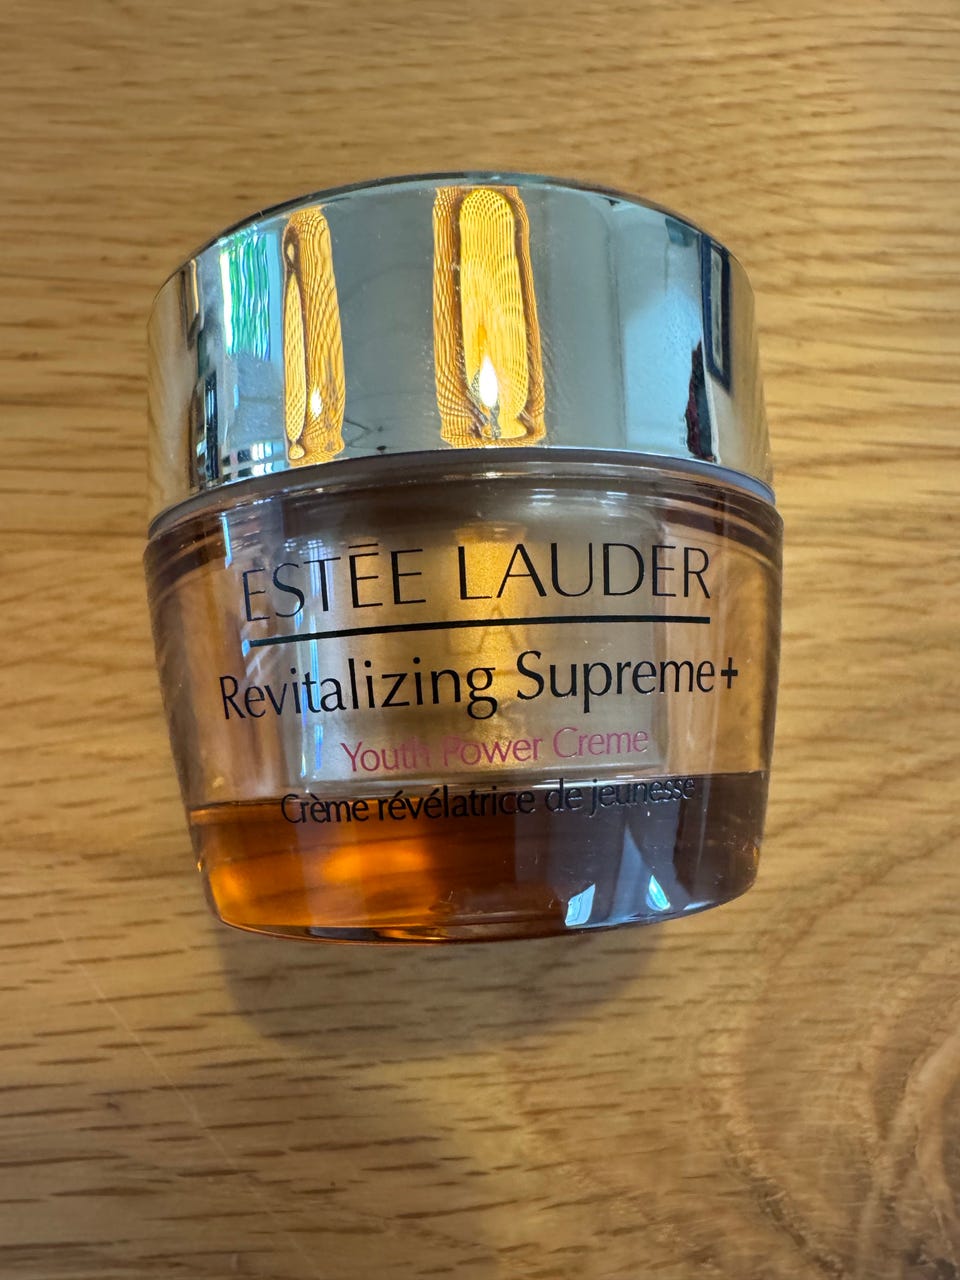 ESTĒE LAUDER
Revitalizing Supreme+
Youth Power Creme
Crème révélatrice de jeunesse